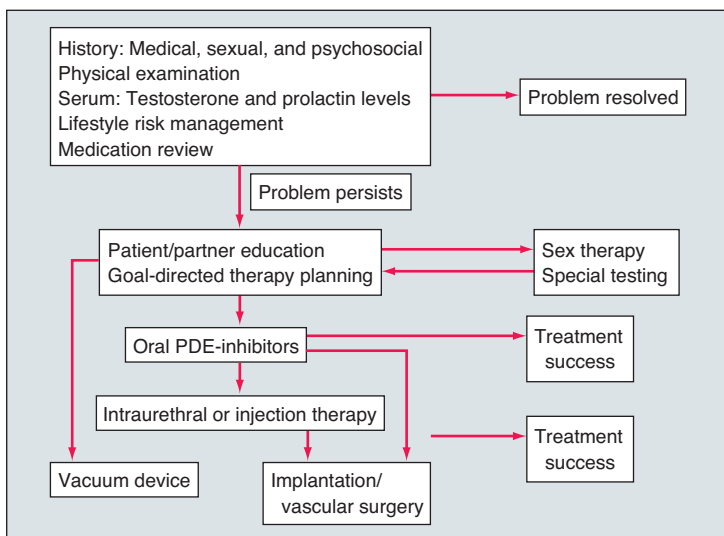 History: Medical, sexual, and psychosocial
Physical examination
Serum: Testosterone and prolactin levels
Lifestyle risk management
Medication review
Problem resolved
Problem persists
Patient/partner education
Goal-directed therapy planning
Sex therapy
Special testing
Oral PDE-inhibitors
Treatment
success
Intraurethral or injection therapy
Treatment
success
Vacuum device
Implantation/
vascular surgery